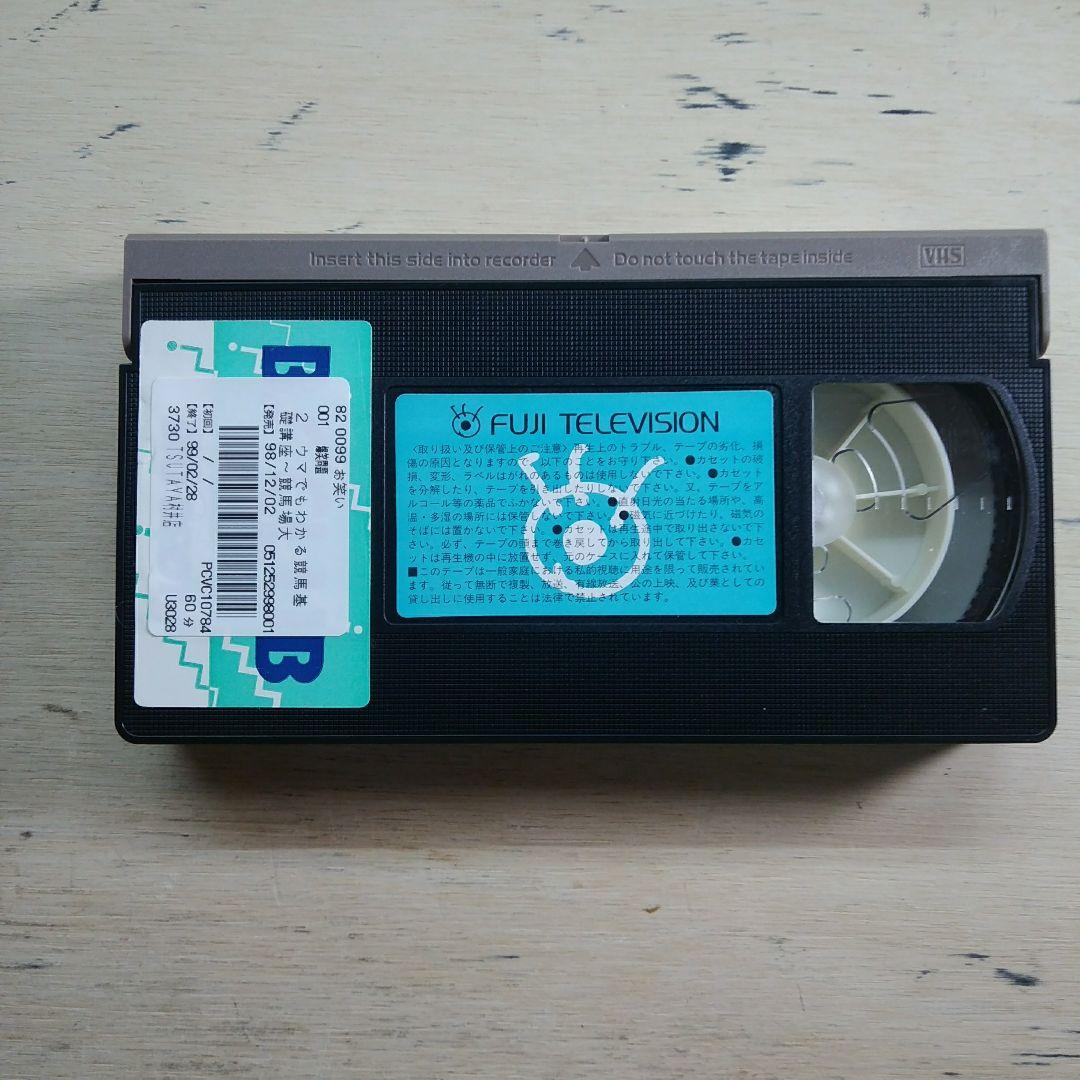 Insert this side into recorder
Do not touch the tape inside
VHS
82 0099 お笑い
001 爆笑問題
2 ウマでもわかる競馬基
礎講座～競馬場大
【発売】 98/12/02
051252998001
【初回】 / /
【終了】 99/02/28
3730 TSUTAYA村井店
PCVC10784
60 分
U3028
B
FUJI TELEVISION
〈取り扱い及び保管上のご注意〉再生上のトラブル、テープの劣化、損
傷の原因となりますので、以下のことをお守り下さい。●カセットの破
損、変形、ラベルはがれのあるものは使用しないで下さい。●カセット
を分解したり、テープを引き出したりしないで下さい。又、テープをア
ルコール等の薬品でふかないで下さい。●直射日光の当たる場所や、高
温・多湿の場所には保管しないで下さい。●磁気に近づけたり、磁気の
そばには置かないで下さい。●カセットは再生途中で取り出さないで下
さい。必ず、テープの頭まで巻き戻してから取り出して下さい。●カセ
ットは再生機の中に放置せず、元のケースに入れて保管して下さい。
■このテープは一般家庭における私的視聴に用途を限って販売されていま
す。従って無断で複製、放送、有線放送、公の上映、及び業としての
貸し出しに使用することは法律で禁止されています。